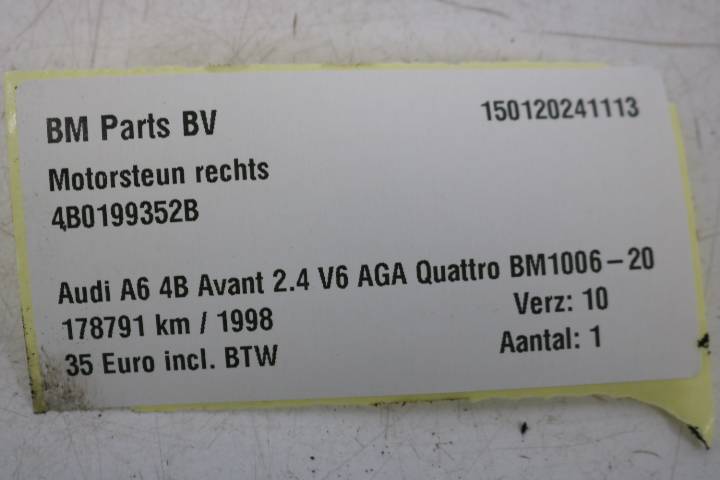 BM Parts BV 150120241113
Motorsteun rechts
4B0199352B
Audi A6 4B Avant 2.4 V6 AGA Quattro BM1006-20
178791 km / 1998 Verz: 10
35 Euro incl. BTW Aantal: 1